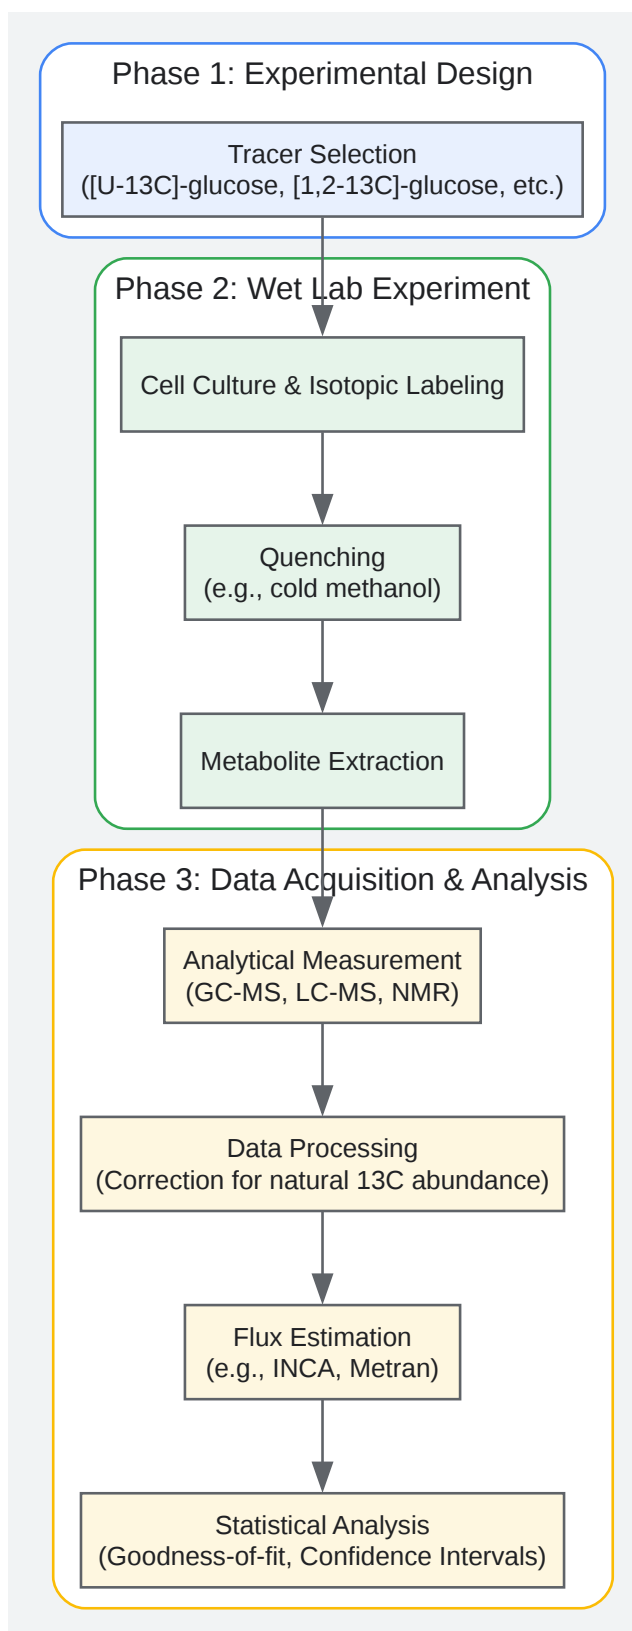 Phase 1: Experimental Design
Tracer Selection
([U-13C]-glucose, [1,2-13C]-glucose, etc.)
Phase 2: Wet Lab Experiment
Cell Culture & Isotopic Labeling
Quenching
(e.g., cold methanol)
Metabolite Extraction
Phase 3: Data Acquisition & Analysis
Analytical Measurement
(GC-MS, LC-MS, NMR)
Data Processing
(Correction for natural 13C abundance)
Flux Estimation
(e.g., INCA, Metran)
Statistical Analysis
(Goodness-of-fit, Confidence Intervals)